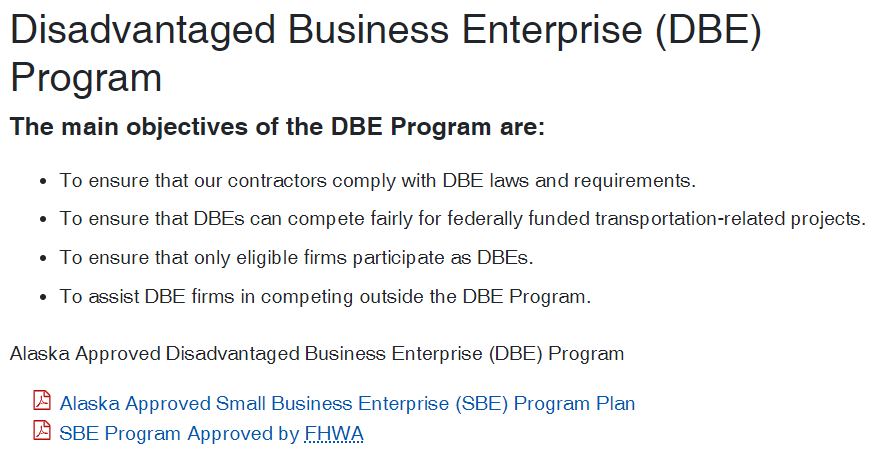 Disadvantaged Business Enterprise (DBE)
Program
The main objectives of the DBE Program are:
• To ensure that our contractors comply with DBE laws and requirements.
• To ensure that DBEs can compete fairly for federally funded transportation-related projects.
• To ensure that only eligible firms participate as DBEs.
• To assist DBE firms in competing outside the DBE Program.
Alaska Approved Disadvantaged Business Enterprise (DBE) Program
Alaska Approved Small Business Enterprise (SBE) Program Plan
SBE Program Approved by FHWA